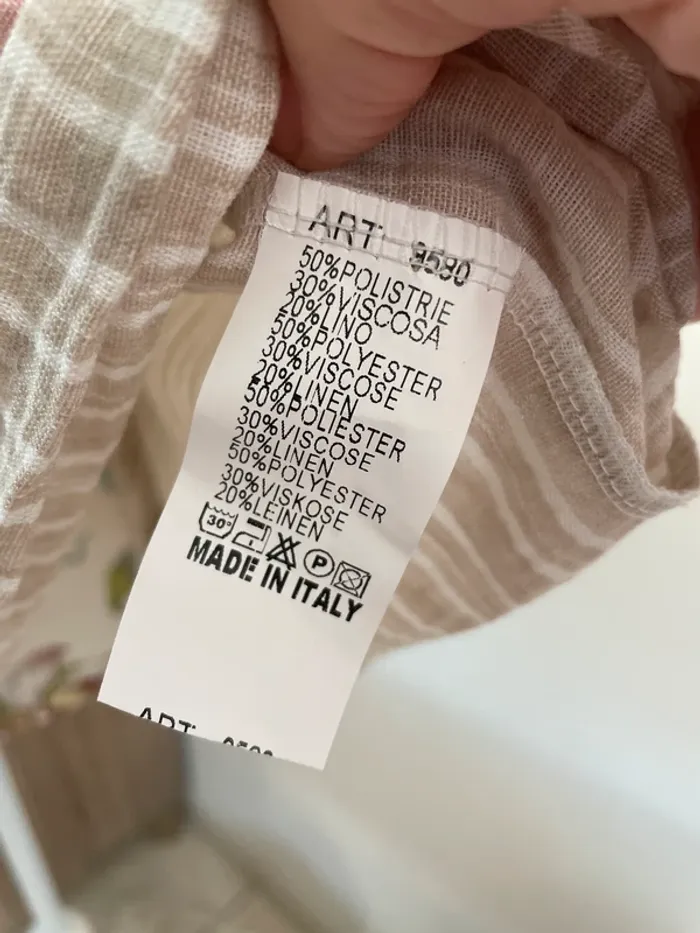 ART: 9580
50%POLISTRIE
30%VISCOSA
20%LINO
50%POLYESTER
30%VISCOSE
20%LINEN
50%POLIESTER
30%VISCOSE
20%LINEN
50%POLYESTER
30%VISKOSE
20%LEINEN
30° P
MADE IN ITALY
ART: